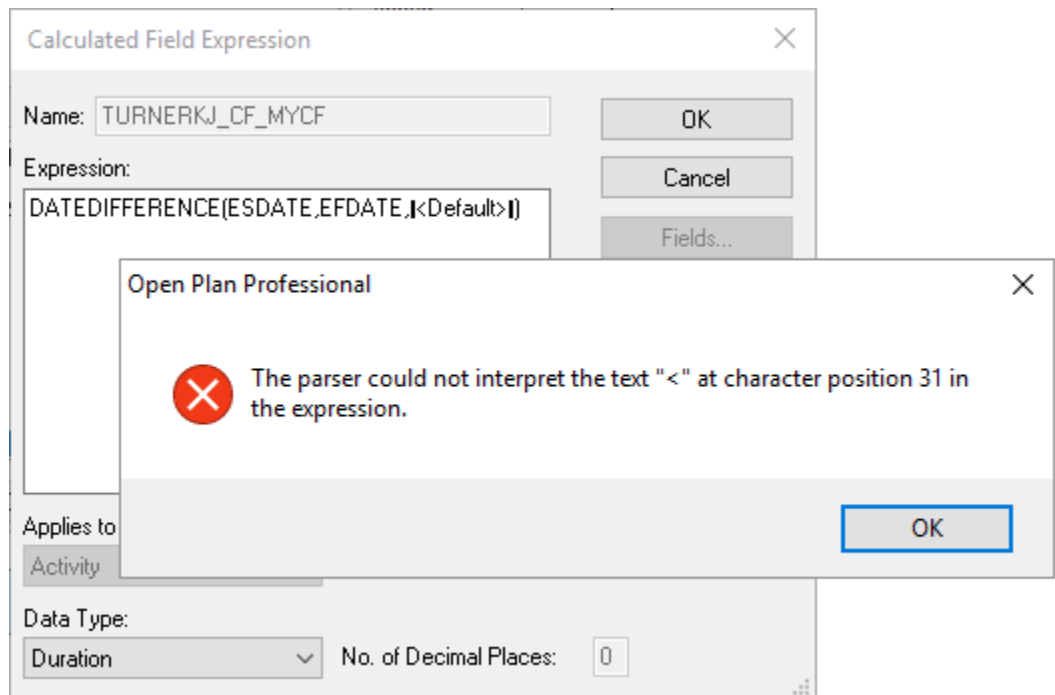 Calculated Field Expression
Name: TURNERKJ_CF_MYCF
OK
Expression:
Cancel
DATEDIFFERENCE(ESDATE,EFDATE,|<Default>|)
Fields...
Open Plan Professional
The parser could not interpret the text "<" at character position 31 in
the expression.
OK
Applies to
Activity
Data Type:
Duration
No. of Decimal Places: 0